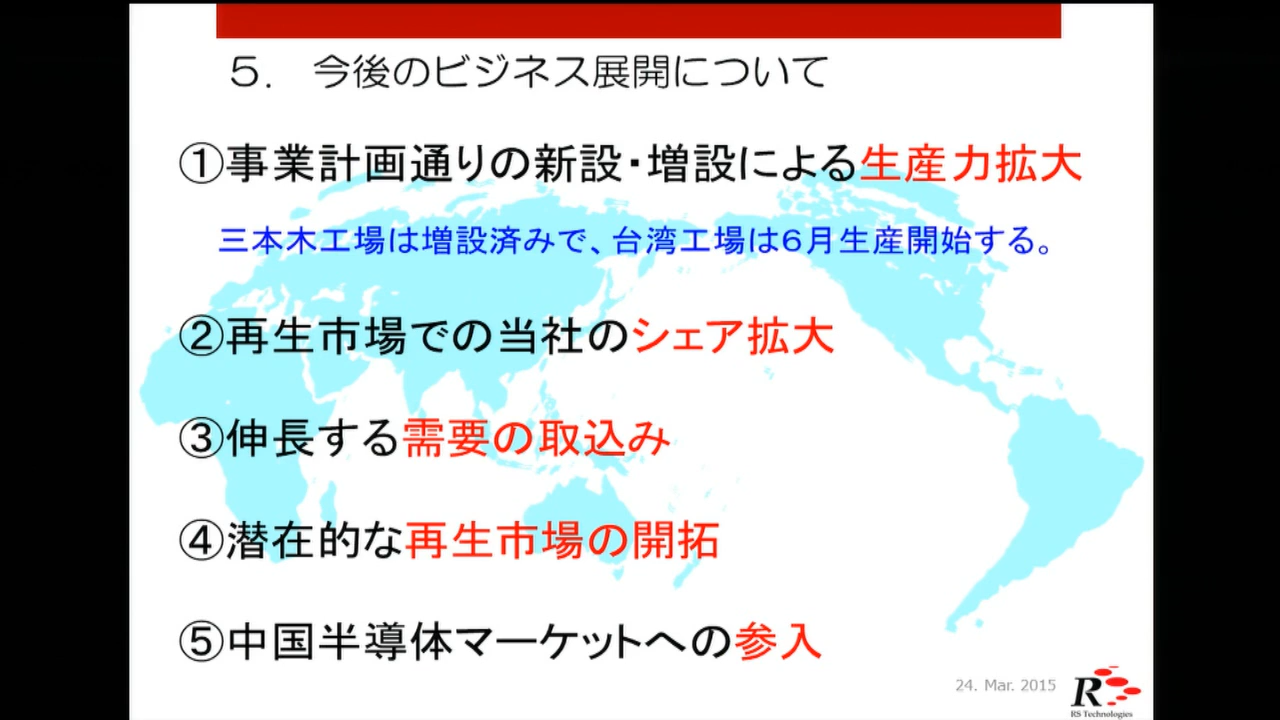 ５． 今後のビジネス展開について
①事業計画通りの新設・増設による生産力拡大
三本木工場は増設済みで、台湾工場は６月生産開始する。
②再生市場での当社のシェア拡大
③伸長する需要の取込み
④潜在的な再生市場の開拓
⑤中国半導体マーケットへの参入
24. Mar. 2015
RS Technologies